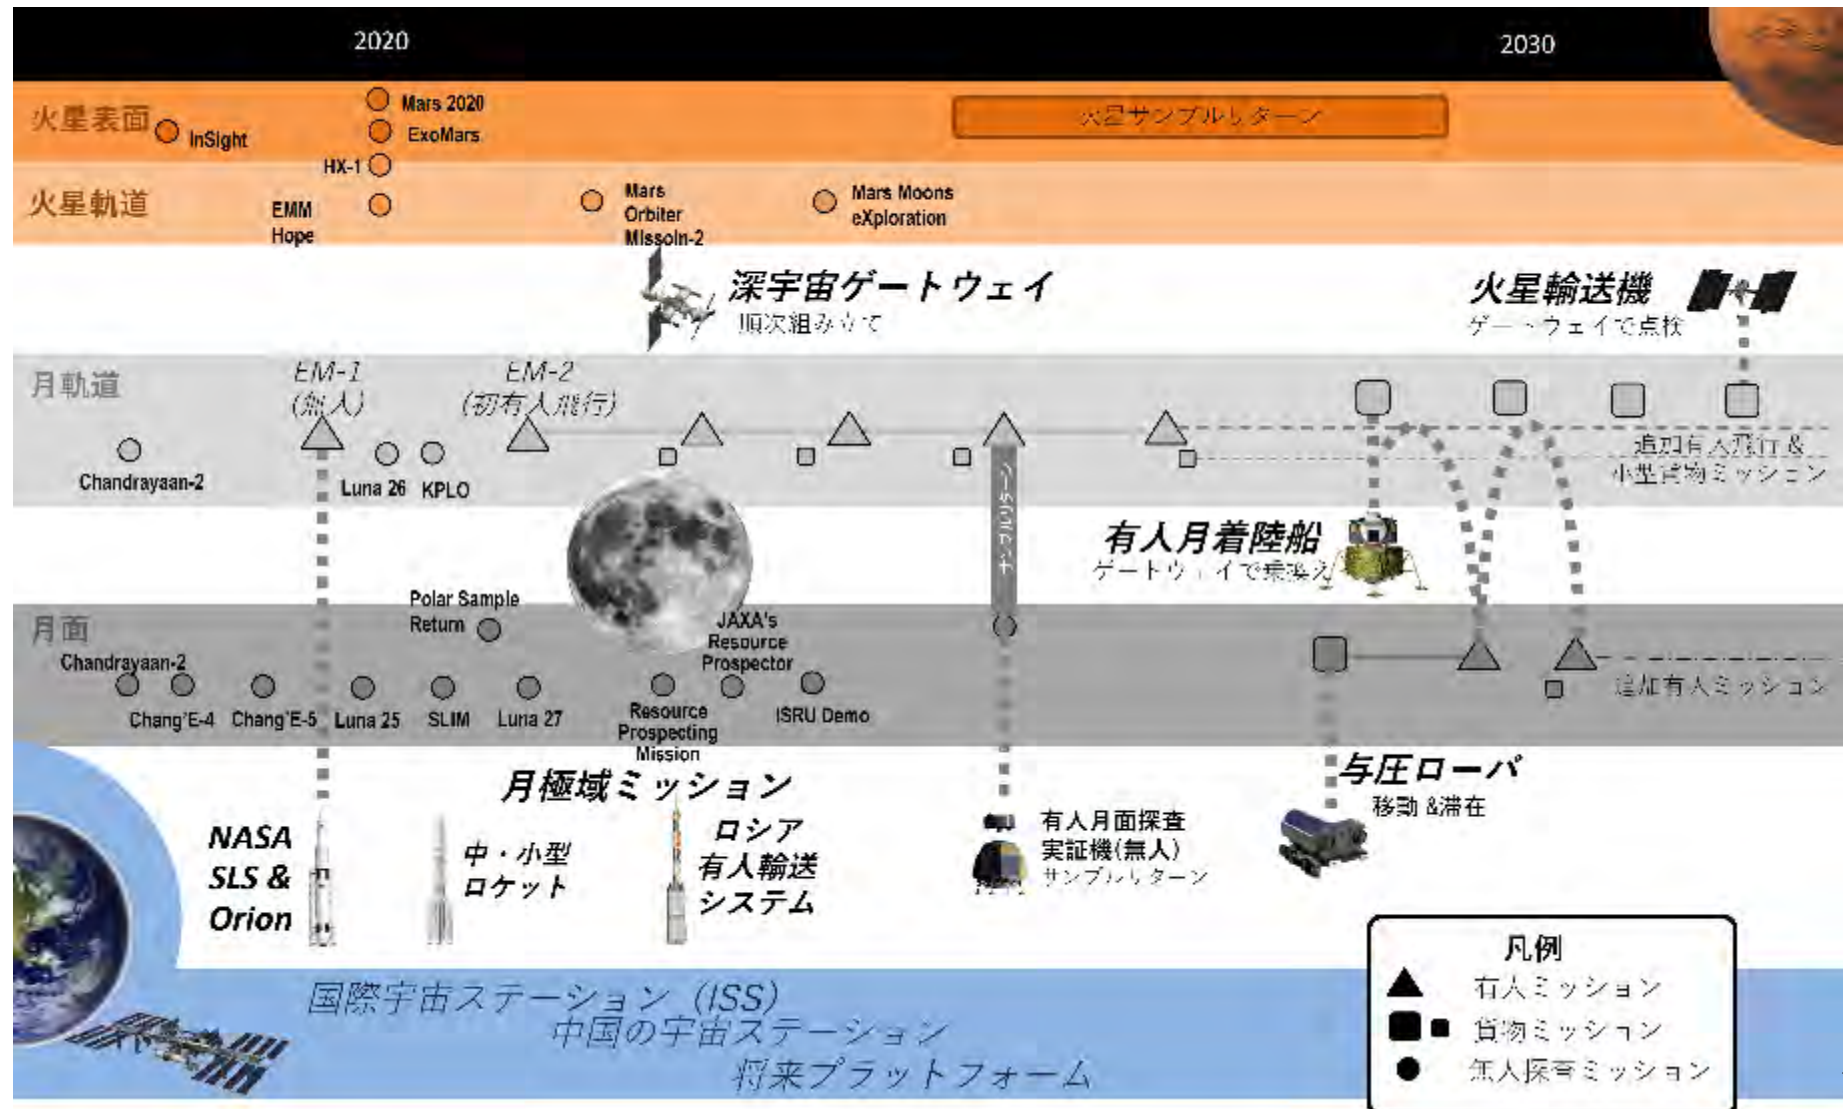 2020
2030
火星表面
InSight
Mars 2020
ExoMars
火星サンプルリターン
HX-1
火星軌道
EMM
Hope
Mars
Orbiter
Missoin-2
Mars Moons
eXploration
深宇宙ゲートウェイ
順次組み立て
火星輸送機
ゲートウェイで点検
月軌道
EM-1
(無人)
EM-2
(初有人飛行)
Chandrayaan-2
Luna 26
KPLO
追加有人飛行 &
小型貨物ミッション
サンプルリターン
有人月着陸船
ゲートウェイで乗換え
月面
Polar Sample
Return
JAXA's
Resource
Prospector
Chandrayaan-2
Chang'E-4
Chang'E-5
Luna 25
SLIM
Luna 27
Resource
Prospecting
Mission
ISRU Demo
追加有人ミッション
月極域ミッション
与圧ローバ
移動 &滞在
NASA
SLS &
Orion
中・小型
ロケット
ロシア
有人輸送
システム
有人月面探査
実証機(無人)
サンプルリターン
国際宇宙ステーション (ISS)
中国の宇宙ステーション
将来プラットフォーム
凡例
有人ミッション
貨物ミッション
無人探査ミッション